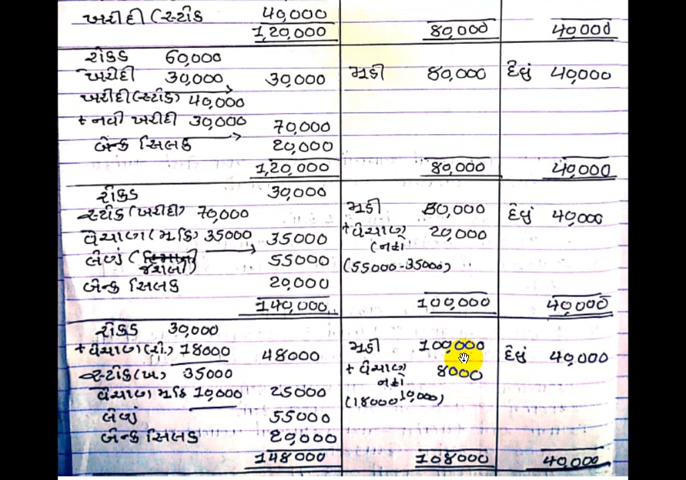 ખરીદી (સ્ટોક 40,000
1,20,000 80,000 40,000
રોકડ 60,000
ખરીદી 30,000 30,000 મૂડી 80,000 દેવું 40,000
ખરીદી(સ્ટોક) 40,000
+ નવી ખરીદી 30,000 70,000
બેન્ક સિલક 20,000
1,20,000 80,000 40,000
રોકડ 30,000
સ્ટોક (ખરીદી) 70,000 મૂડી 80,000 દેવું 40,000
વેચાણ (મૂકિ) 35000 35000 + વેચાણ 20,000
(નફો
લેણું ( જયશ્રી) 55000 (55000-35000)
બેન્ક સિલક 20,000
140,000 100,000 40,000
રોકડ 30,000
+ વેચાણ (રો.) 18000 48000 મૂડી 100,000 દેવું 40,000
સ્ટોક (ખ.) 35000 + વેચાણ 8000
નફો
વેચાણ મૂકિ 10,000 25000 (18000 10,000)
લેણું 55000
બેન્ક સિલક 20,000
148000 108000 40,000